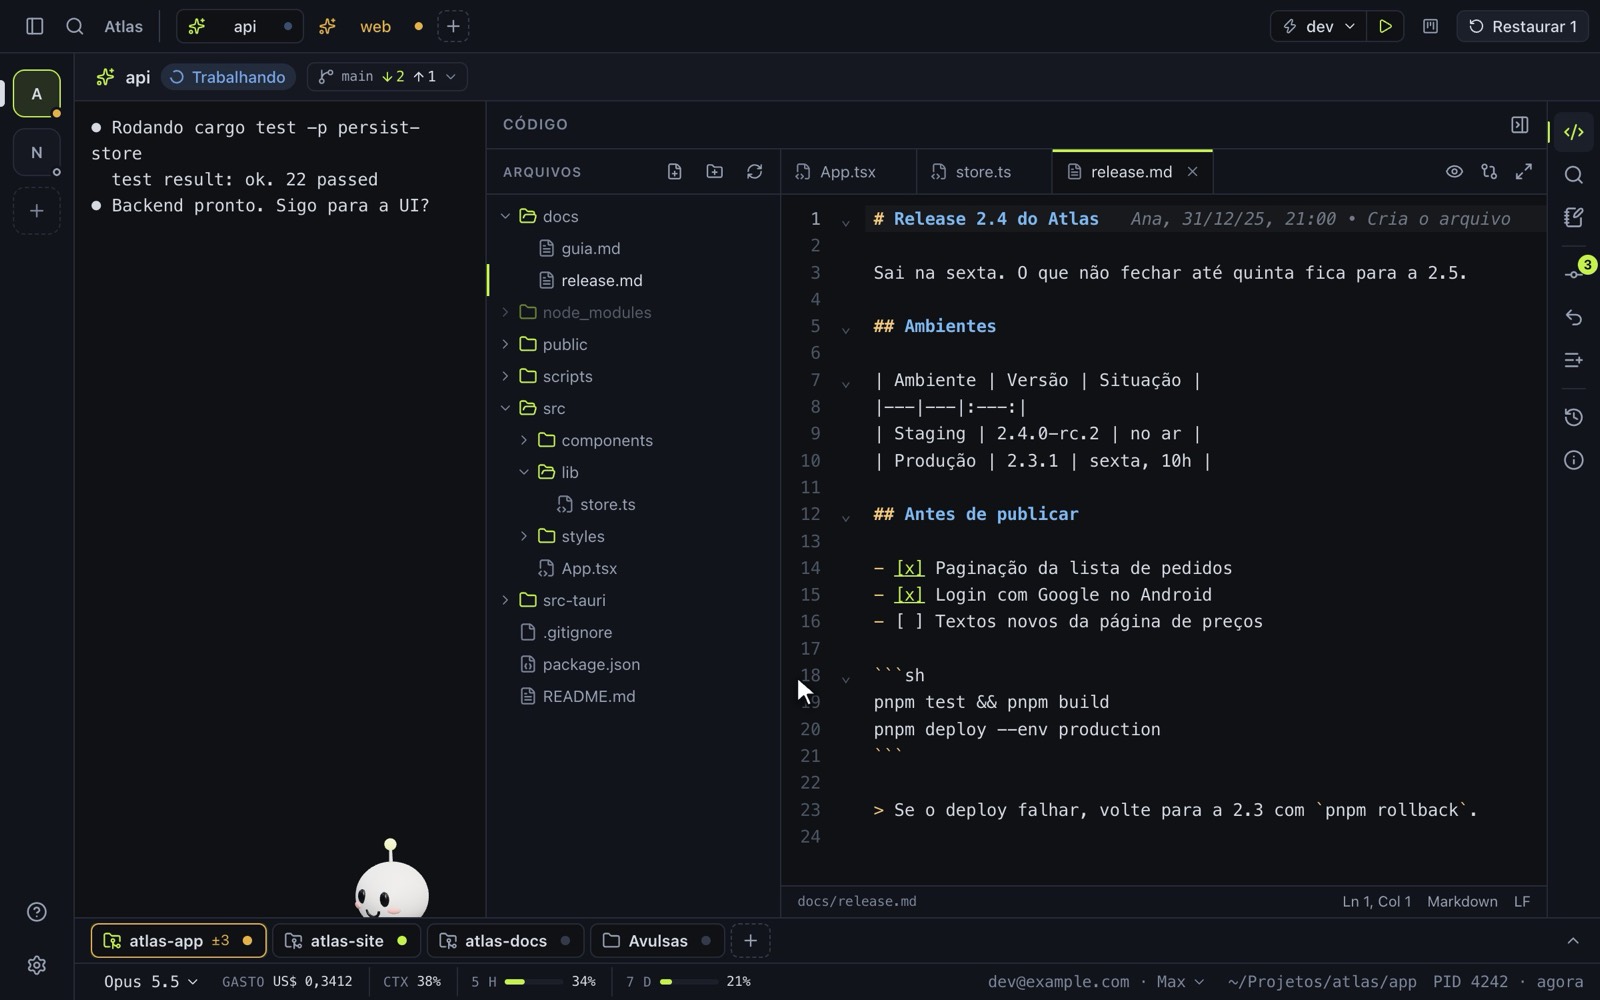 Atlas
api
web
dev
Restaurar 1
A
N
api
Trabalhando
main ↓2 ↑1
● Rodando cargo test -p persist-
store
test result: ok. 22 passed
● Backend pronto. Sigo para a UI?
CÓDIGO
ARQUIVOS
docs
guia.md
release.md
node_modules
public
scripts
src
components
lib
store.ts
styles
App.tsx
src-tauri
.gitignore
package.json
README.md
App.tsx
store.ts
release.md
1 # Release 2.4 do Atlas Ana, 31/12/25, 21:00 • Cria o arquivo
2
3 Sai na sexta. O que não fechar até quinta fica para a 2.5.
4
5 ## Ambientes
6
7 | Ambiente | Versão | Situação |
8 |---|---|:---:|
9 | Staging | 2.4.0-rc.2 | no ar |
10 | Produção | 2.3.1 | sexta, 10h |
11
12 ## Antes de publicar
13
14 - [x] Paginação da lista de pedidos
15 - [x] Login com Google no Android
16 - [ ] Textos novos da página de preços
17
18 ```sh
19 pnpm test && pnpm build
20 pnpm deploy --env production
21 ```
22
23 > Se o deploy falhar, volte para a 2.3 com `pnpm rollback`.
24
docs/release.md
Ln 1, Col 1 Markdown LF
3
atlas-app ±3
atlas-site
atlas-docs
Avulsas
Opus 5.5
GASTO US$ 0,3412
CTX 38%
5 H 34%
7 D 21%
dev@example.com · Max
~/Projetos/atlas/app PID 4242 · agora